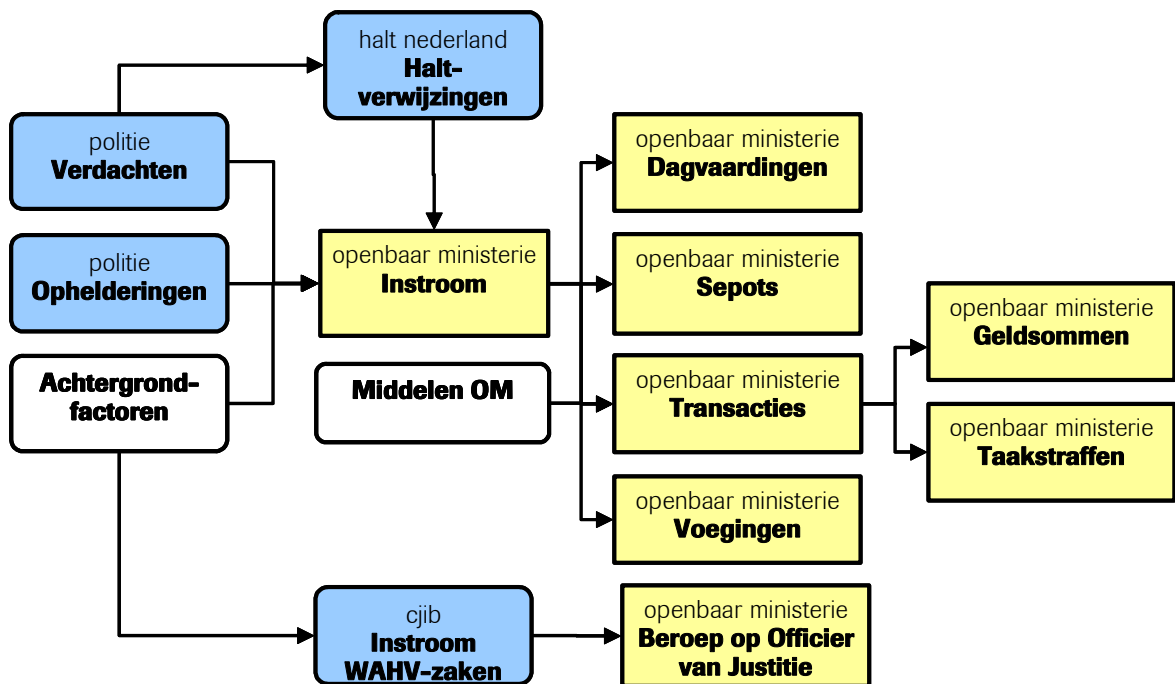 halt nederland
Halt-
verwijzingen
politie
Verdachten
openbaar ministerie
Dagvaardingen
politie
Ophelderingen
openbaar ministerie
Instroom
openbaar ministerie
Sepots
openbaar ministerie
Geldsommen
Achtergrond-
factoren
Middelen OM
openbaar ministerie
Transacties
openbaar ministerie
Taakstraffen
openbaar ministerie
Voegingen
cjib
Instroom
WAHV-zaken
openbaar ministerie
Beroep op Officier
van Justitie